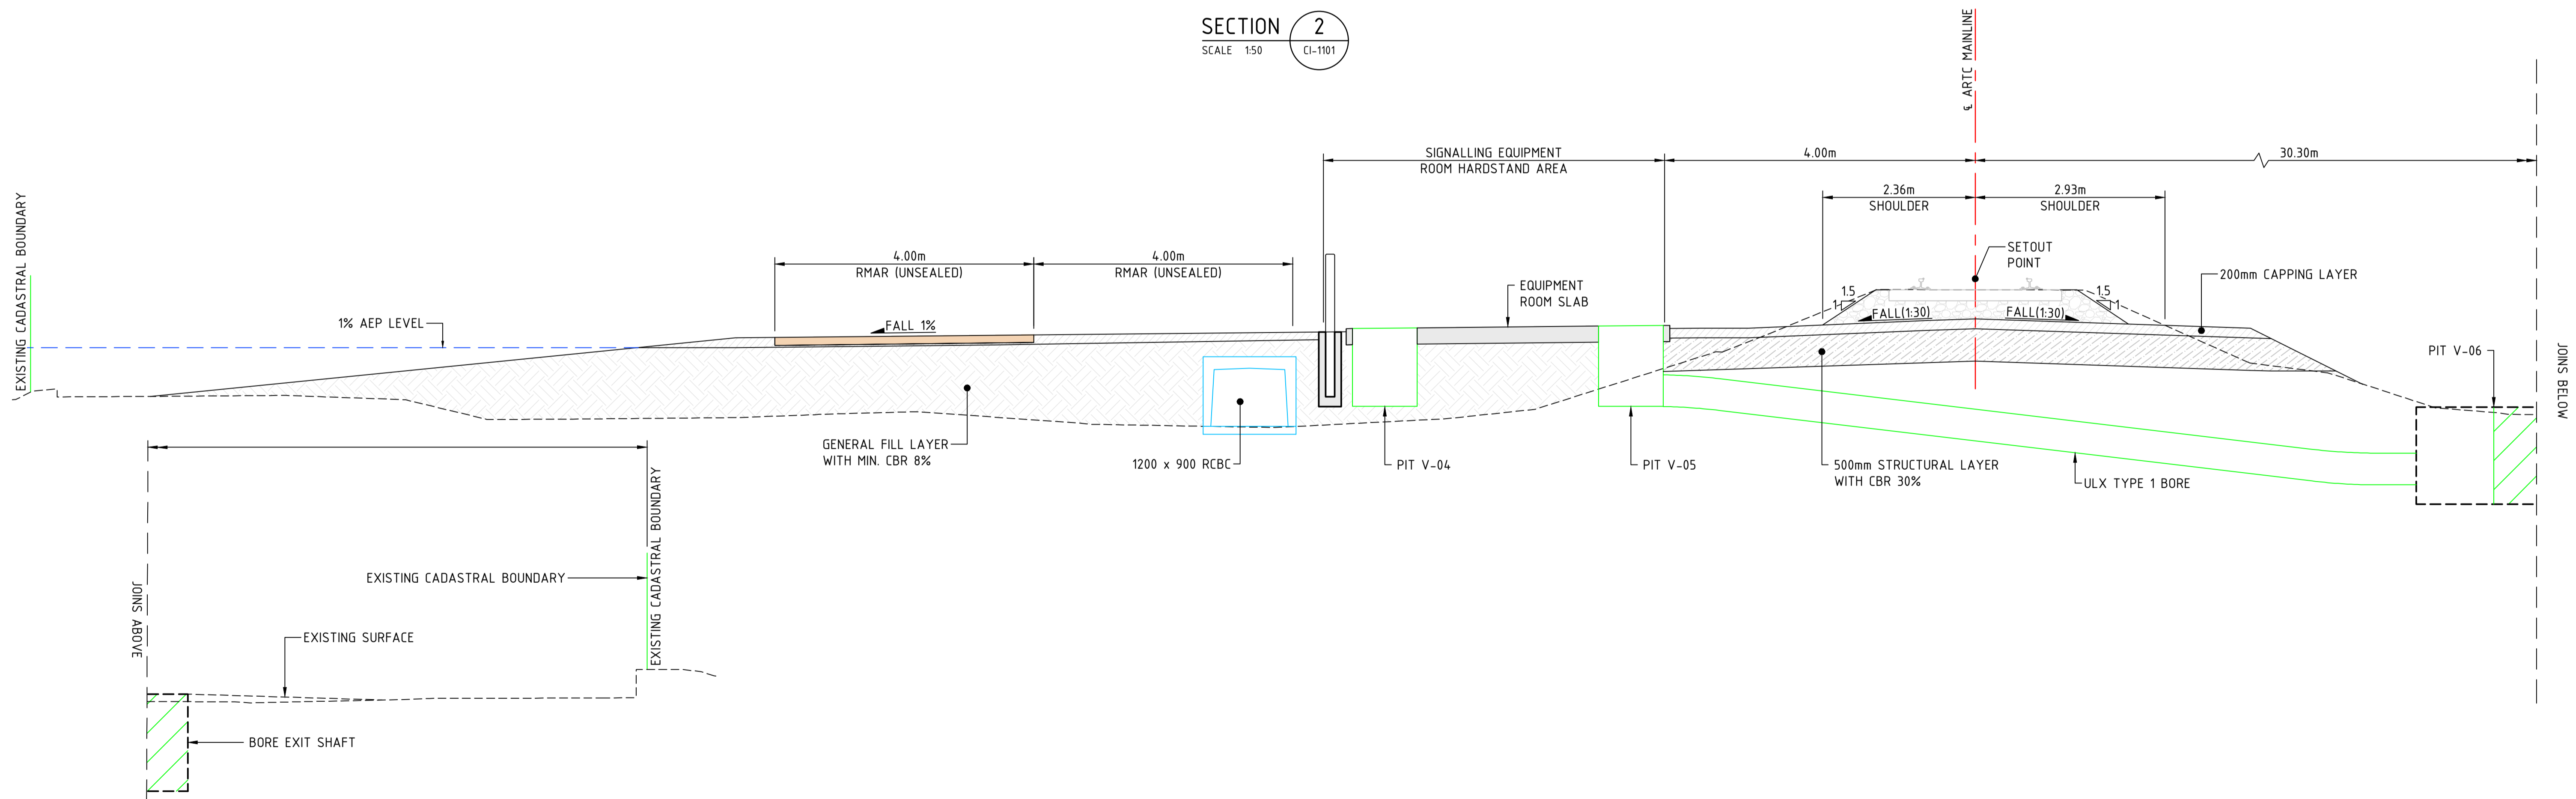 SECTION
2
SCALE 1:50
CI-1101
℄ ARTC MAINLINE
SIGNALLING EQUIPMENT
ROOM HARDSTAND AREA
4.00m
30.30m
2.36m
SHOULDER
2.93m
SHOULDER
EXISTING CADASTRAL BOUNDARY
4.00m
RMAR (UNSEALED)
4.00m
RMAR (UNSEALED)
SETOUT
POINT
200mm CAPPING LAYER
EQUIPMENT
ROOM SLAB
1.5
1
1.5
1
FALL(1:30)
FALL(1:30)
1% AEP LEVEL
FALL 1%
PIT V-06
JOINS BELOW
GENERAL FILL LAYER
WITH MIN. CBR 8%
1200 x 900 RCBC
PIT V-04
PIT V-05
500mm STRUCTURAL LAYER
WITH CBR 30%
ULX TYPE 1 BORE
EXISTING CADASTRAL BOUNDARY
EXISTING CADASTRAL BOUNDARY
JOINS ABOVE
EXISTING SURFACE
BORE EXIT SHAFT